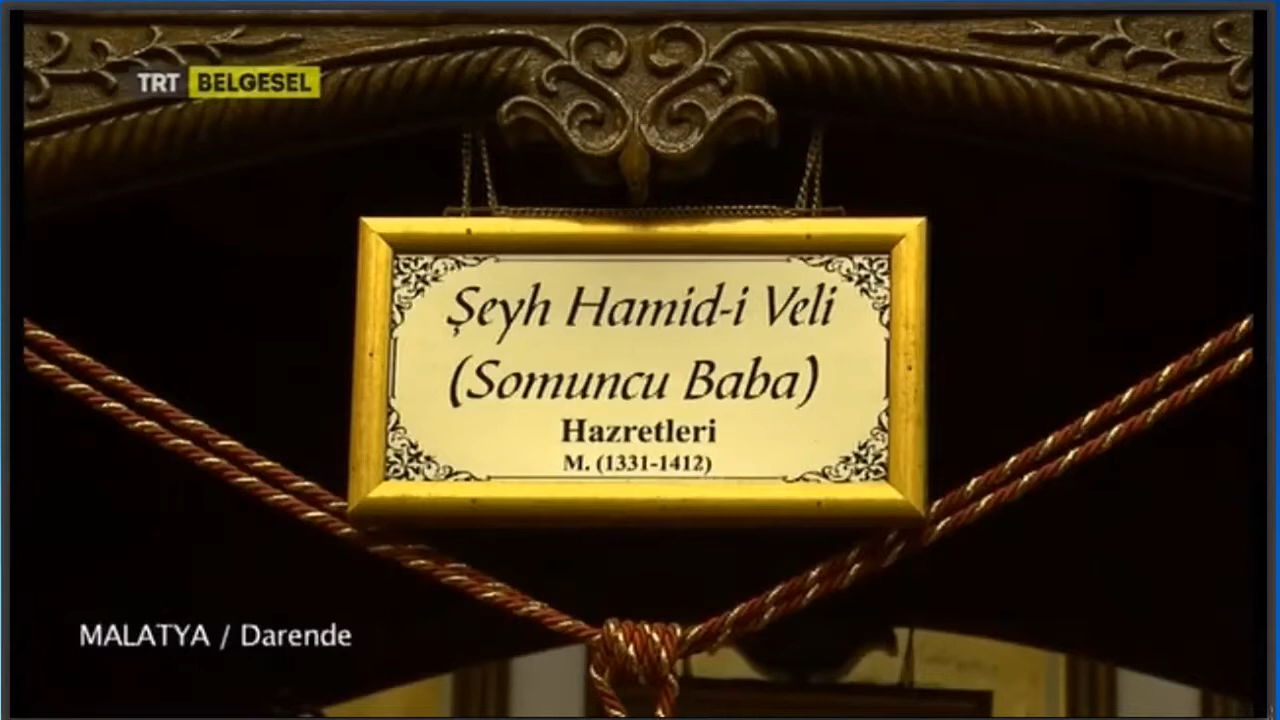 TRT BELGESEL
Şeyh Hamid-i Veli
(Somuncu Baba)
Hazretleri
M. (1331-1412)
MALATYA / Darende